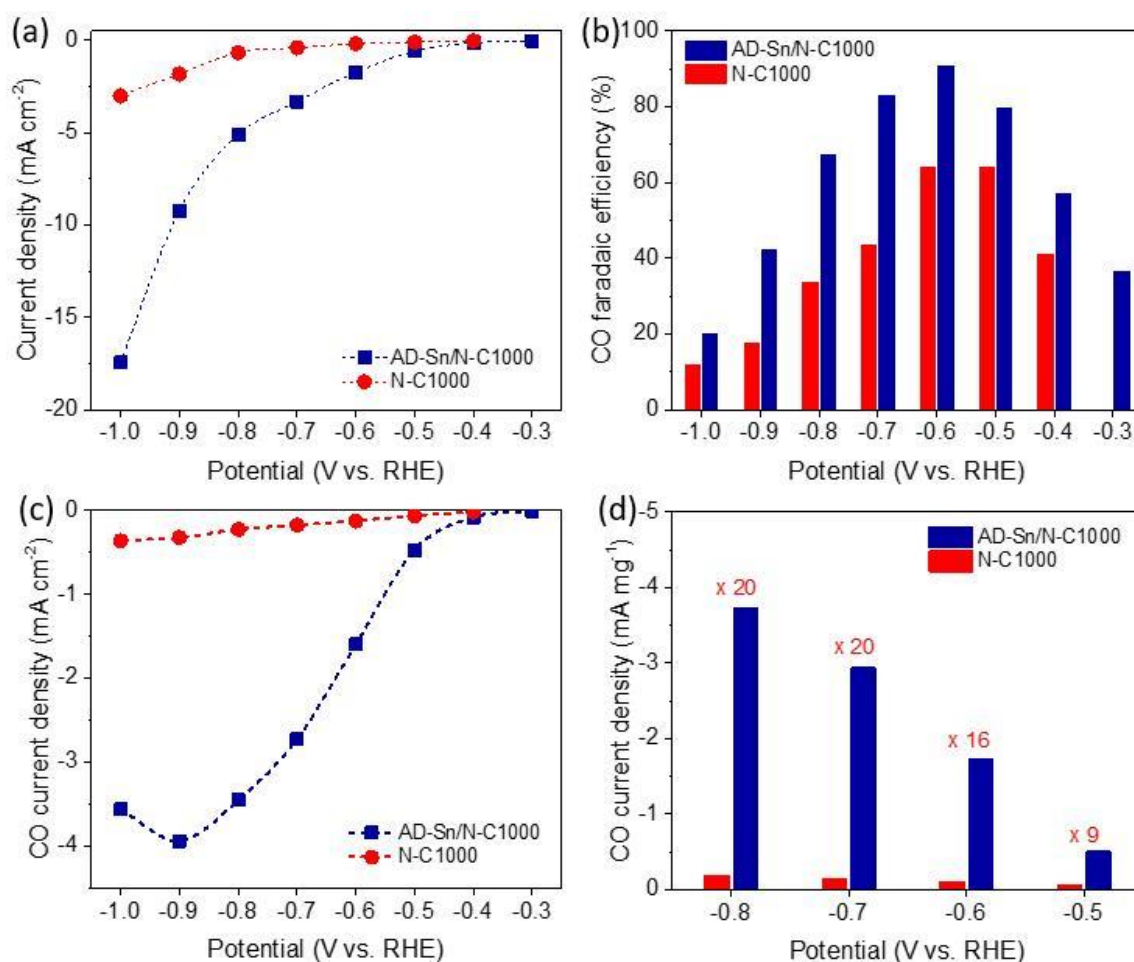 (a)
0
-5
-10
-15
-20
Current density (mA cm-2)
AD-Sn/N-C1000
N-C1000
-1.0 -0.9 -0.8 -0.7 -0.6 -0.5 -0.4 -0.3
Potential (V vs. RHE)
(b)
100
80
60
40
20
0
CO faradaic efficiency (%)
AD-Sn/N-C1000
N-C1000
-1.0 -0.9 -0.8 -0.7 -0.6 -0.5 -0.4 -0.3
Potential (V vs. RHE)
(c)
0
-1
-2
-3
-4
CO current density (mA cm-2)
AD-Sn/N-C1000
N-C1000
-1.0 -0.9 -0.8 -0.7 -0.6 -0.5 -0.4 -0.3
Potential (V vs. RHE)
(d)
-5
-4
-3
-2
-1
0
CO current density (mA mg-1)
AD-Sn/N-C1000
N-C1000
x 20
x 20
x 16
x 9
-0.8 -0.7 -0.6 -0.5
Potential (V vs. RHE)